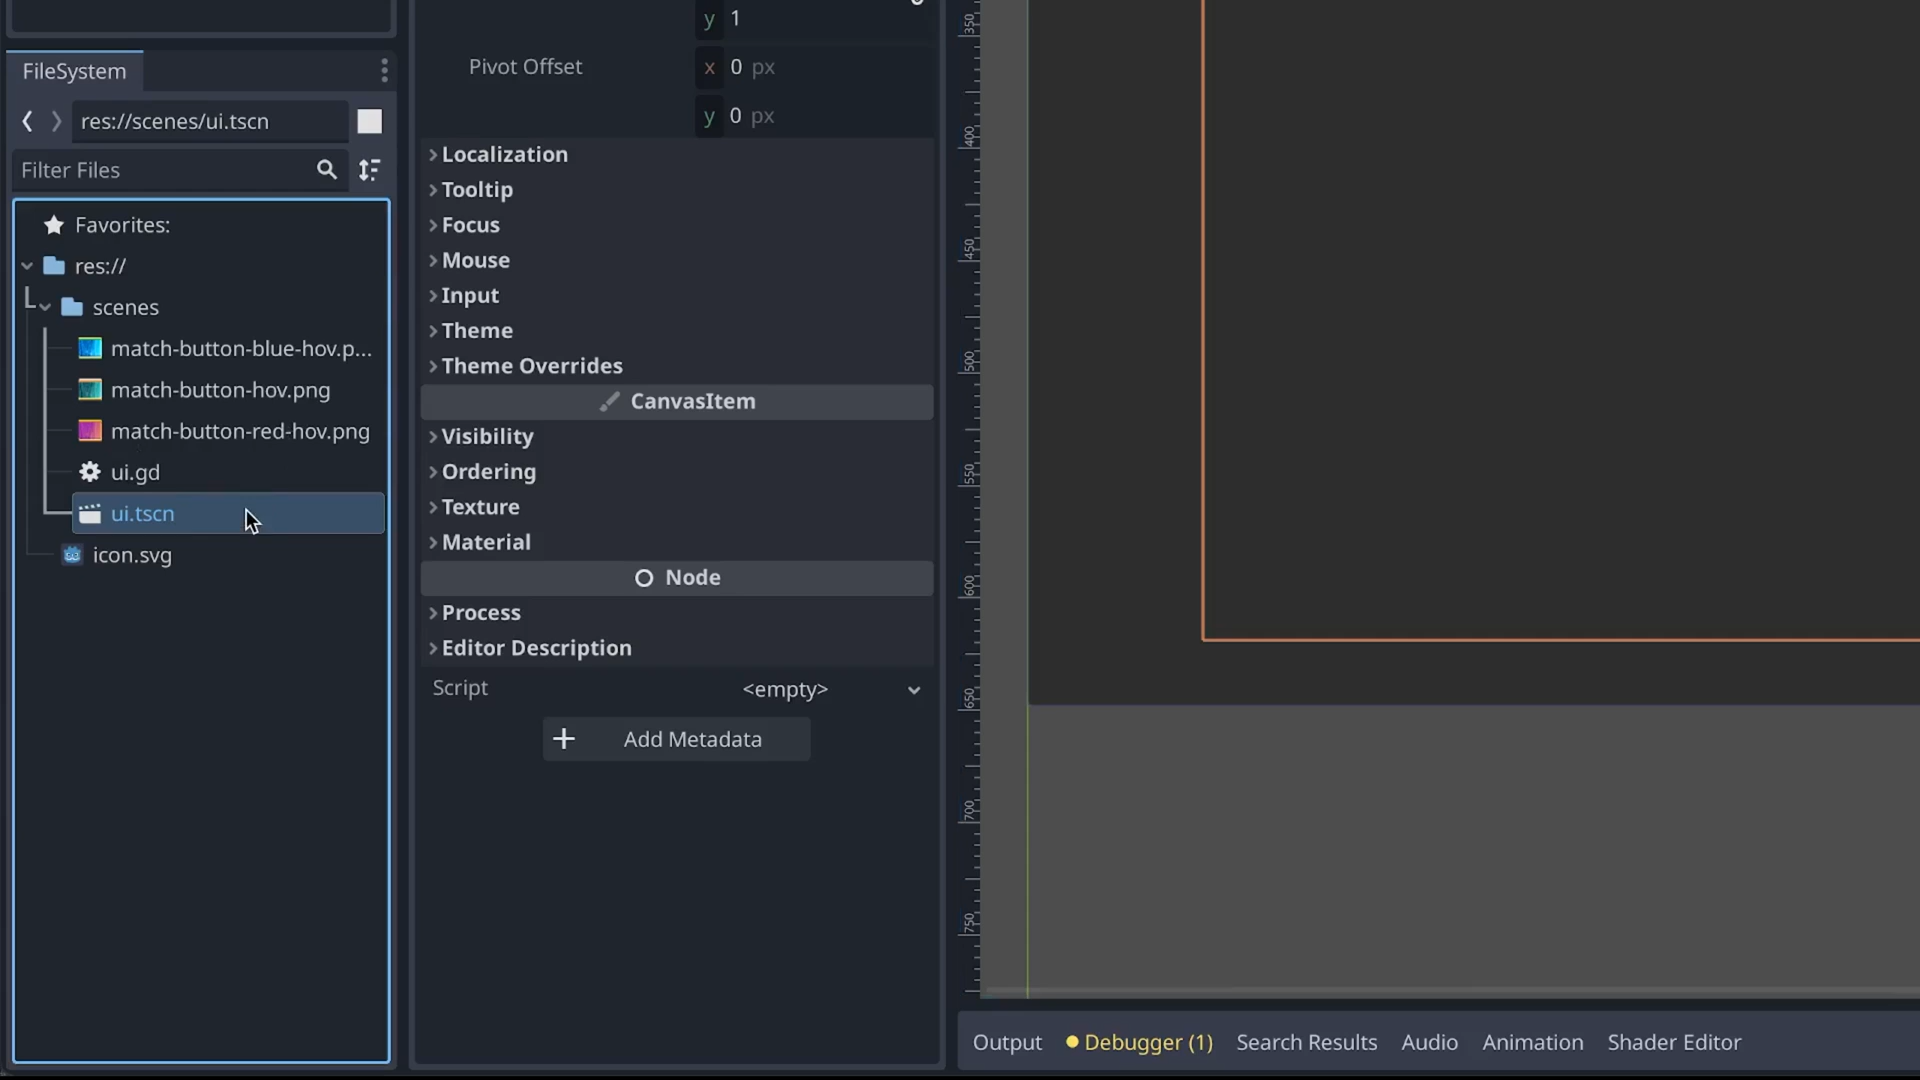 FileSystem
res://scenes/ui.tscn
Filter Files
Favorites:
res://
scenes
match-button-blue-hov.p...
match-button-hov.png
match-button-red-hov.png
ui.gd
ui.tscn
icon.svg
y 1
Pivot Offset x 0 px
y 0 px
Localization
Tooltip
Focus
Mouse
Input
Theme
Theme Overrides
CanvasItem
Visibility
Ordering
Texture
Material
Node
Process
Editor Description
Script <empty>
Add Metadata
350
400
450
500
550
600
650
700
750
Output Debugger (1) Search Results Audio Animation Shader Editor